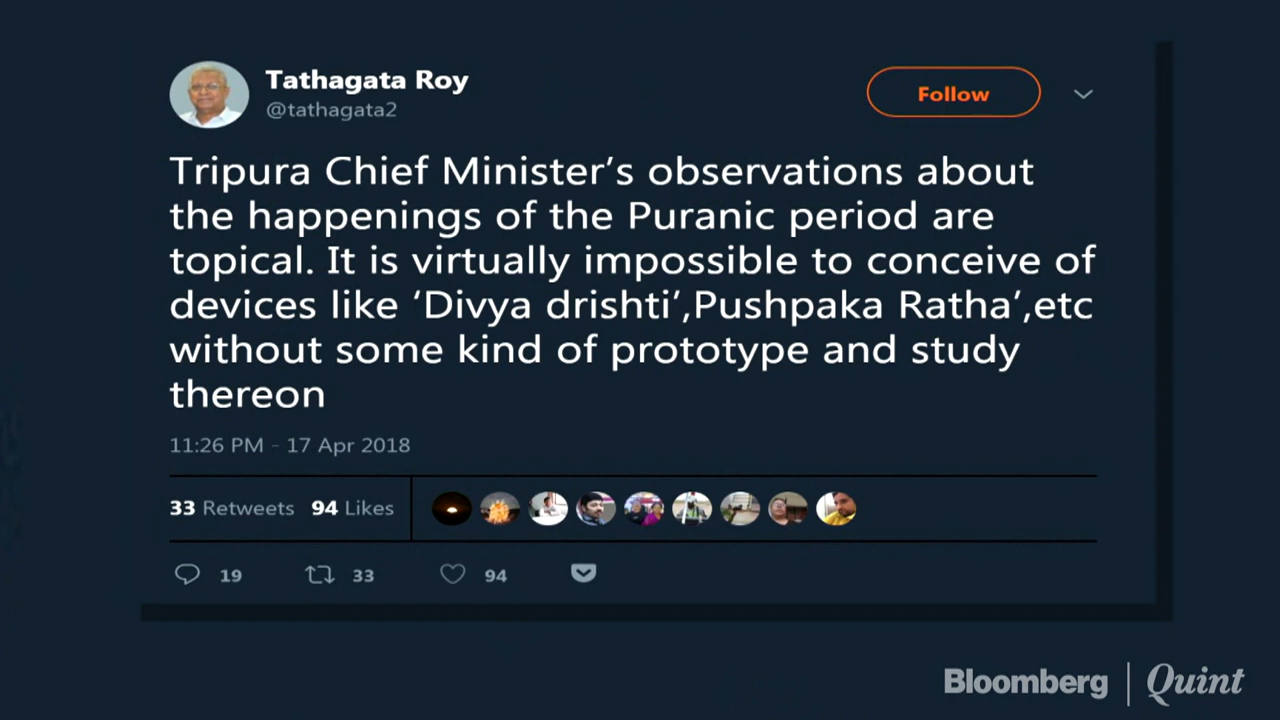 Tathagata Roy
@tathagata2
Follow
Tripura Chief Minister’s observations about
the happenings of the Puranic period are
topical. It is virtually impossible to conceive of
devices like ‘Divya drishti’,Pushpaka Ratha’,etc
without some kind of prototype and study
thereon
11:26 PM - 17 Apr 2018
33 Retweets 94 Likes
19 33 94
Bloomberg | Quint